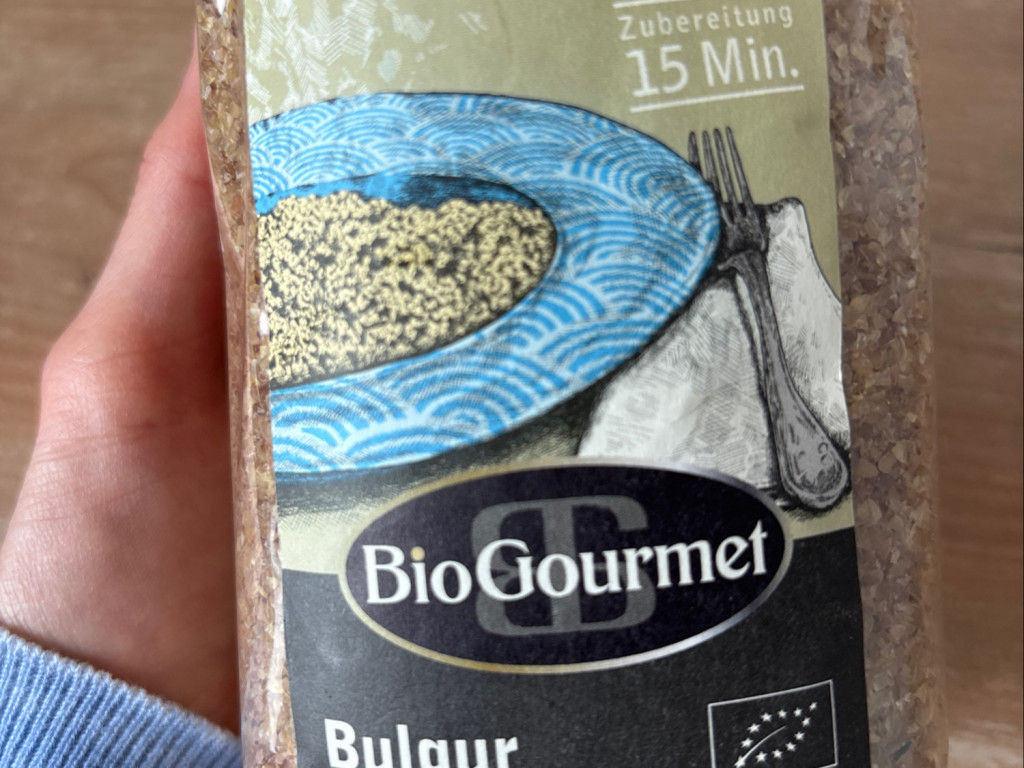 Zubereitung
15 Min.
BioGourmet
Bulgur